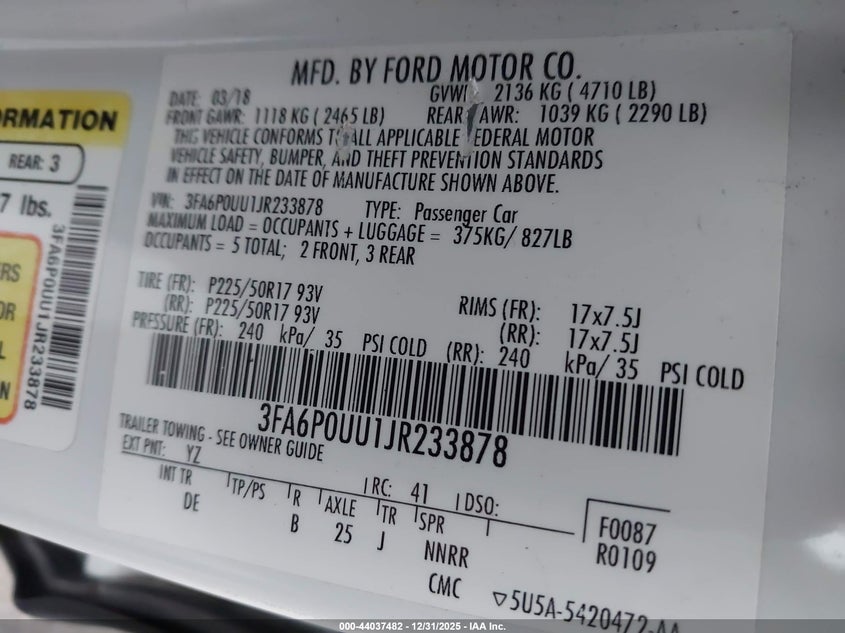 MFD. BY FORD MOTOR CO.
DATE: 03/18 GVWR 2136 KG ( 4710 LB)
FRONT GAWR: 1118 KG ( 2465 LB) REAR GAWR: 1039 KG ( 2290 LB)
THIS VEHICLE CONFORMS TO ALL APPLICABLE FEDERAL MOTOR
VEHICLE SAFETY, BUMPER, AND THEFT PREVENTION STANDARDS
IN EFFECT ON THE DATE OF MANUFACTURE SHOWN ABOVE.
VIN: 3FA6P0UU1JR233878 TYPE: Passenger Car
MAXIMUM LOAD = OCCUPANTS + LUGGAGE = 375KG/ 827LB
OCCUPANTS = 5 TOTAL; 2 FRONT, 3 REAR
TIRE (FR): P225/50R17 93V RIMS (FR): 17x7.5J
(RR): P225/50R17 93V (RR): 17x7.5J
PRESSURE (FR): 240 kPa/ 35 PSI COLD (RR): 240 kPa/ 35 PSI COLD
3FA6P0UU1JR233878
TRAILER TOWING - SEE OWNER GUIDE
EXT PNT: YZ RC: 41 DSO:
INT TR TP/PS R AXLE TR SPR F0087
DE B 25 J NNRR R0109
CMC ▽5U5A-5420472-AA
ORMATION
REAR: 3
7 lbs.
3FA6P0UU1JR233878
ERS
OR
L
N
000-44037482 - 12/31/2025 - IAA Inc.